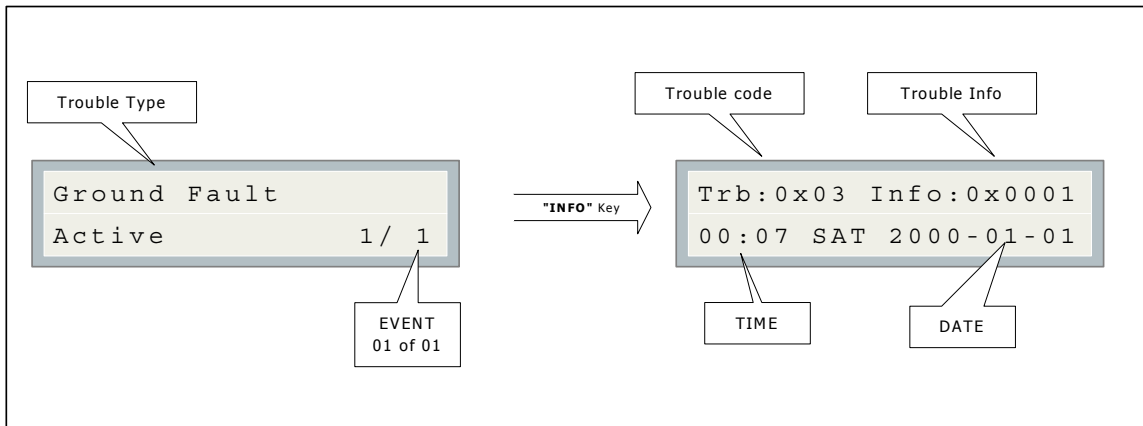 Trouble Type
Ground Fault
Active 1/ 1
EVENT
01 of 01
"INFO" Key
Trouble code
Trouble Info
Trb:0x03 Info:0x0001
00:07 SAT 2000-01-01
TIME
DATE